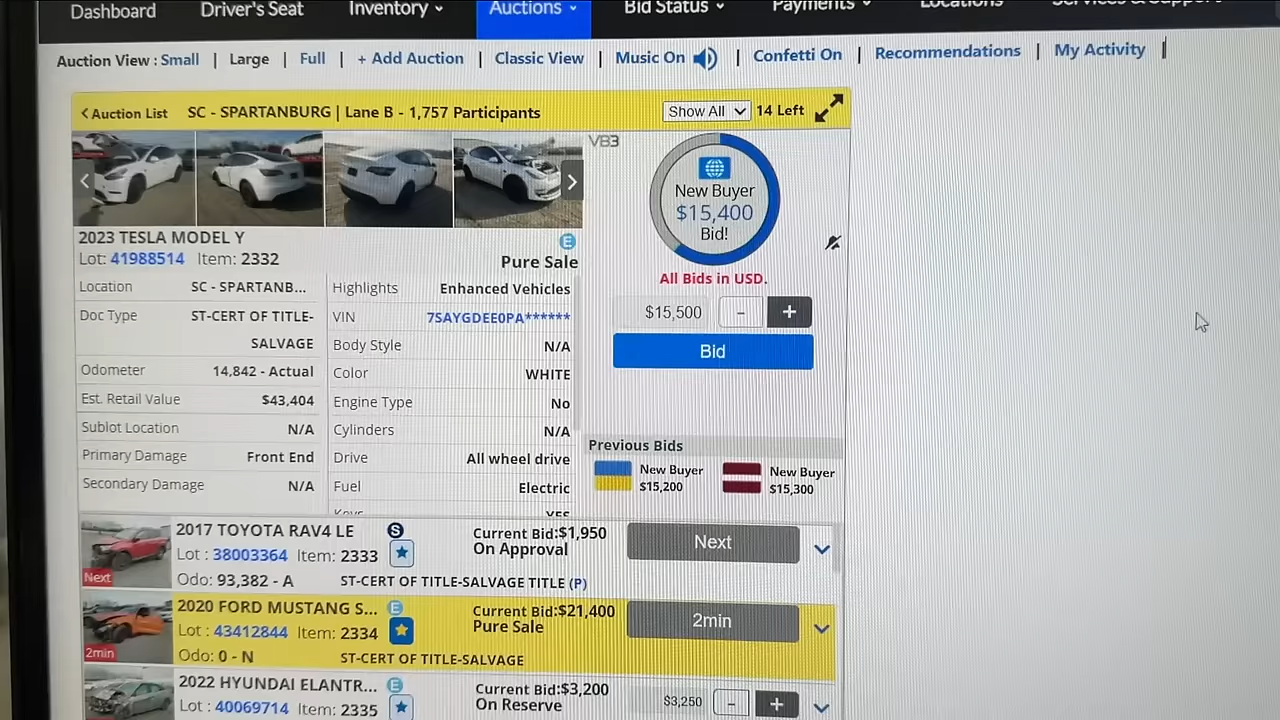 Dashboard Driver's Seat Inventory Auctions Bid Status Payments Locations
Auction View : Small | Large | Full | + Add Auction | Classic View | Music On | Confetti On | Recommendations | My Activity |
Auction List SC - SPARTANBURG | Lane B - 1,757 Participants Show All 14 Left
VB3
New Buyer
$15,400
Bid!
2023 TESLA MODEL Y E
Lot: 41988514 Item: 2332 Pure Sale
All Bids in USD.
Location SC - SPARTANB...
Doc Type ST-CERT OF TITLE-
SALVAGE
Odometer 14,842 - Actual
Est. Retail Value $43,404
Sublot Location N/A
Primary Damage Front End
Secondary Damage N/A
Highlights Enhanced Vehicles
VIN 7SAYGDEE0PA******
Body Style N/A
Color WHITE
Engine Type No
Cylinders N/A
Drive All wheel drive
Fuel Electric
Keys YES
$15,500 - +
Bid
Previous Bids
New Buyer
$15,200
New Buyer
$15,300
2017 TOYOTA RAV4 LE S Current Bid:$1,950 Next
Lot : 38003364 Item: 2333 On Approval
Next Odo: 93,382 - A ST-CERT OF TITLE-SALVAGE TITLE (P)
2020 FORD MUSTANG S... E Current Bid:$21,400 2min
Lot : 43412844 Item: 2334 Pure Sale
2min Odo: 0 - N ST-CERT OF TITLE-SALVAGE
2022 HYUNDAI ELANTR... E Current Bid:$3,200
Lot : 40069714 Item: 2335 On Reserve $3,250 - +